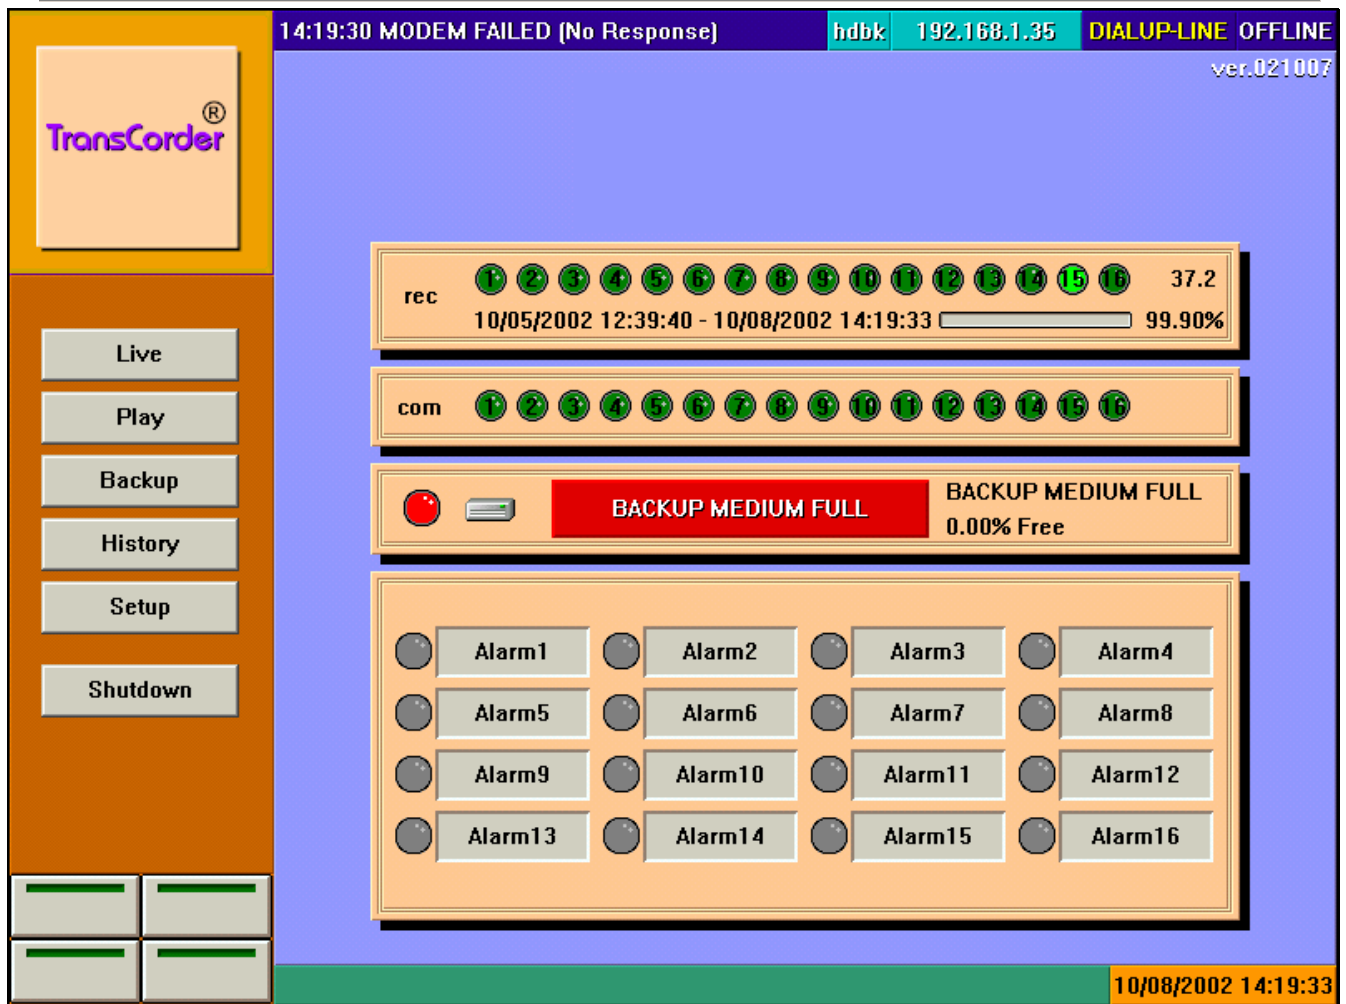 14:19:30 MODEM FAILED (No Response) hdbk 192.168.1.35 DIALUP-LINE OFFLINE
ver.021007
TransCorder®
Live
Play
Backup
History
Setup
Shutdown
rec 1 2 3 4 5 6 7 8 9 10 11 12 13 14 15 16 37.2
10/05/2002 12:39:40 - 10/08/2002 14:19:33 99.90%
com 1 2 3 4 5 6 7 8 9 10 11 12 13 14 15 16
BACKUP MEDIUM FULL
BACKUP MEDIUM FULL
0.00% Free
Alarm1 Alarm2 Alarm3 Alarm4
Alarm5 Alarm6 Alarm7 Alarm8
Alarm9 Alarm10 Alarm11 Alarm12
Alarm13 Alarm14 Alarm15 Alarm16
10/08/2002 14:19:33